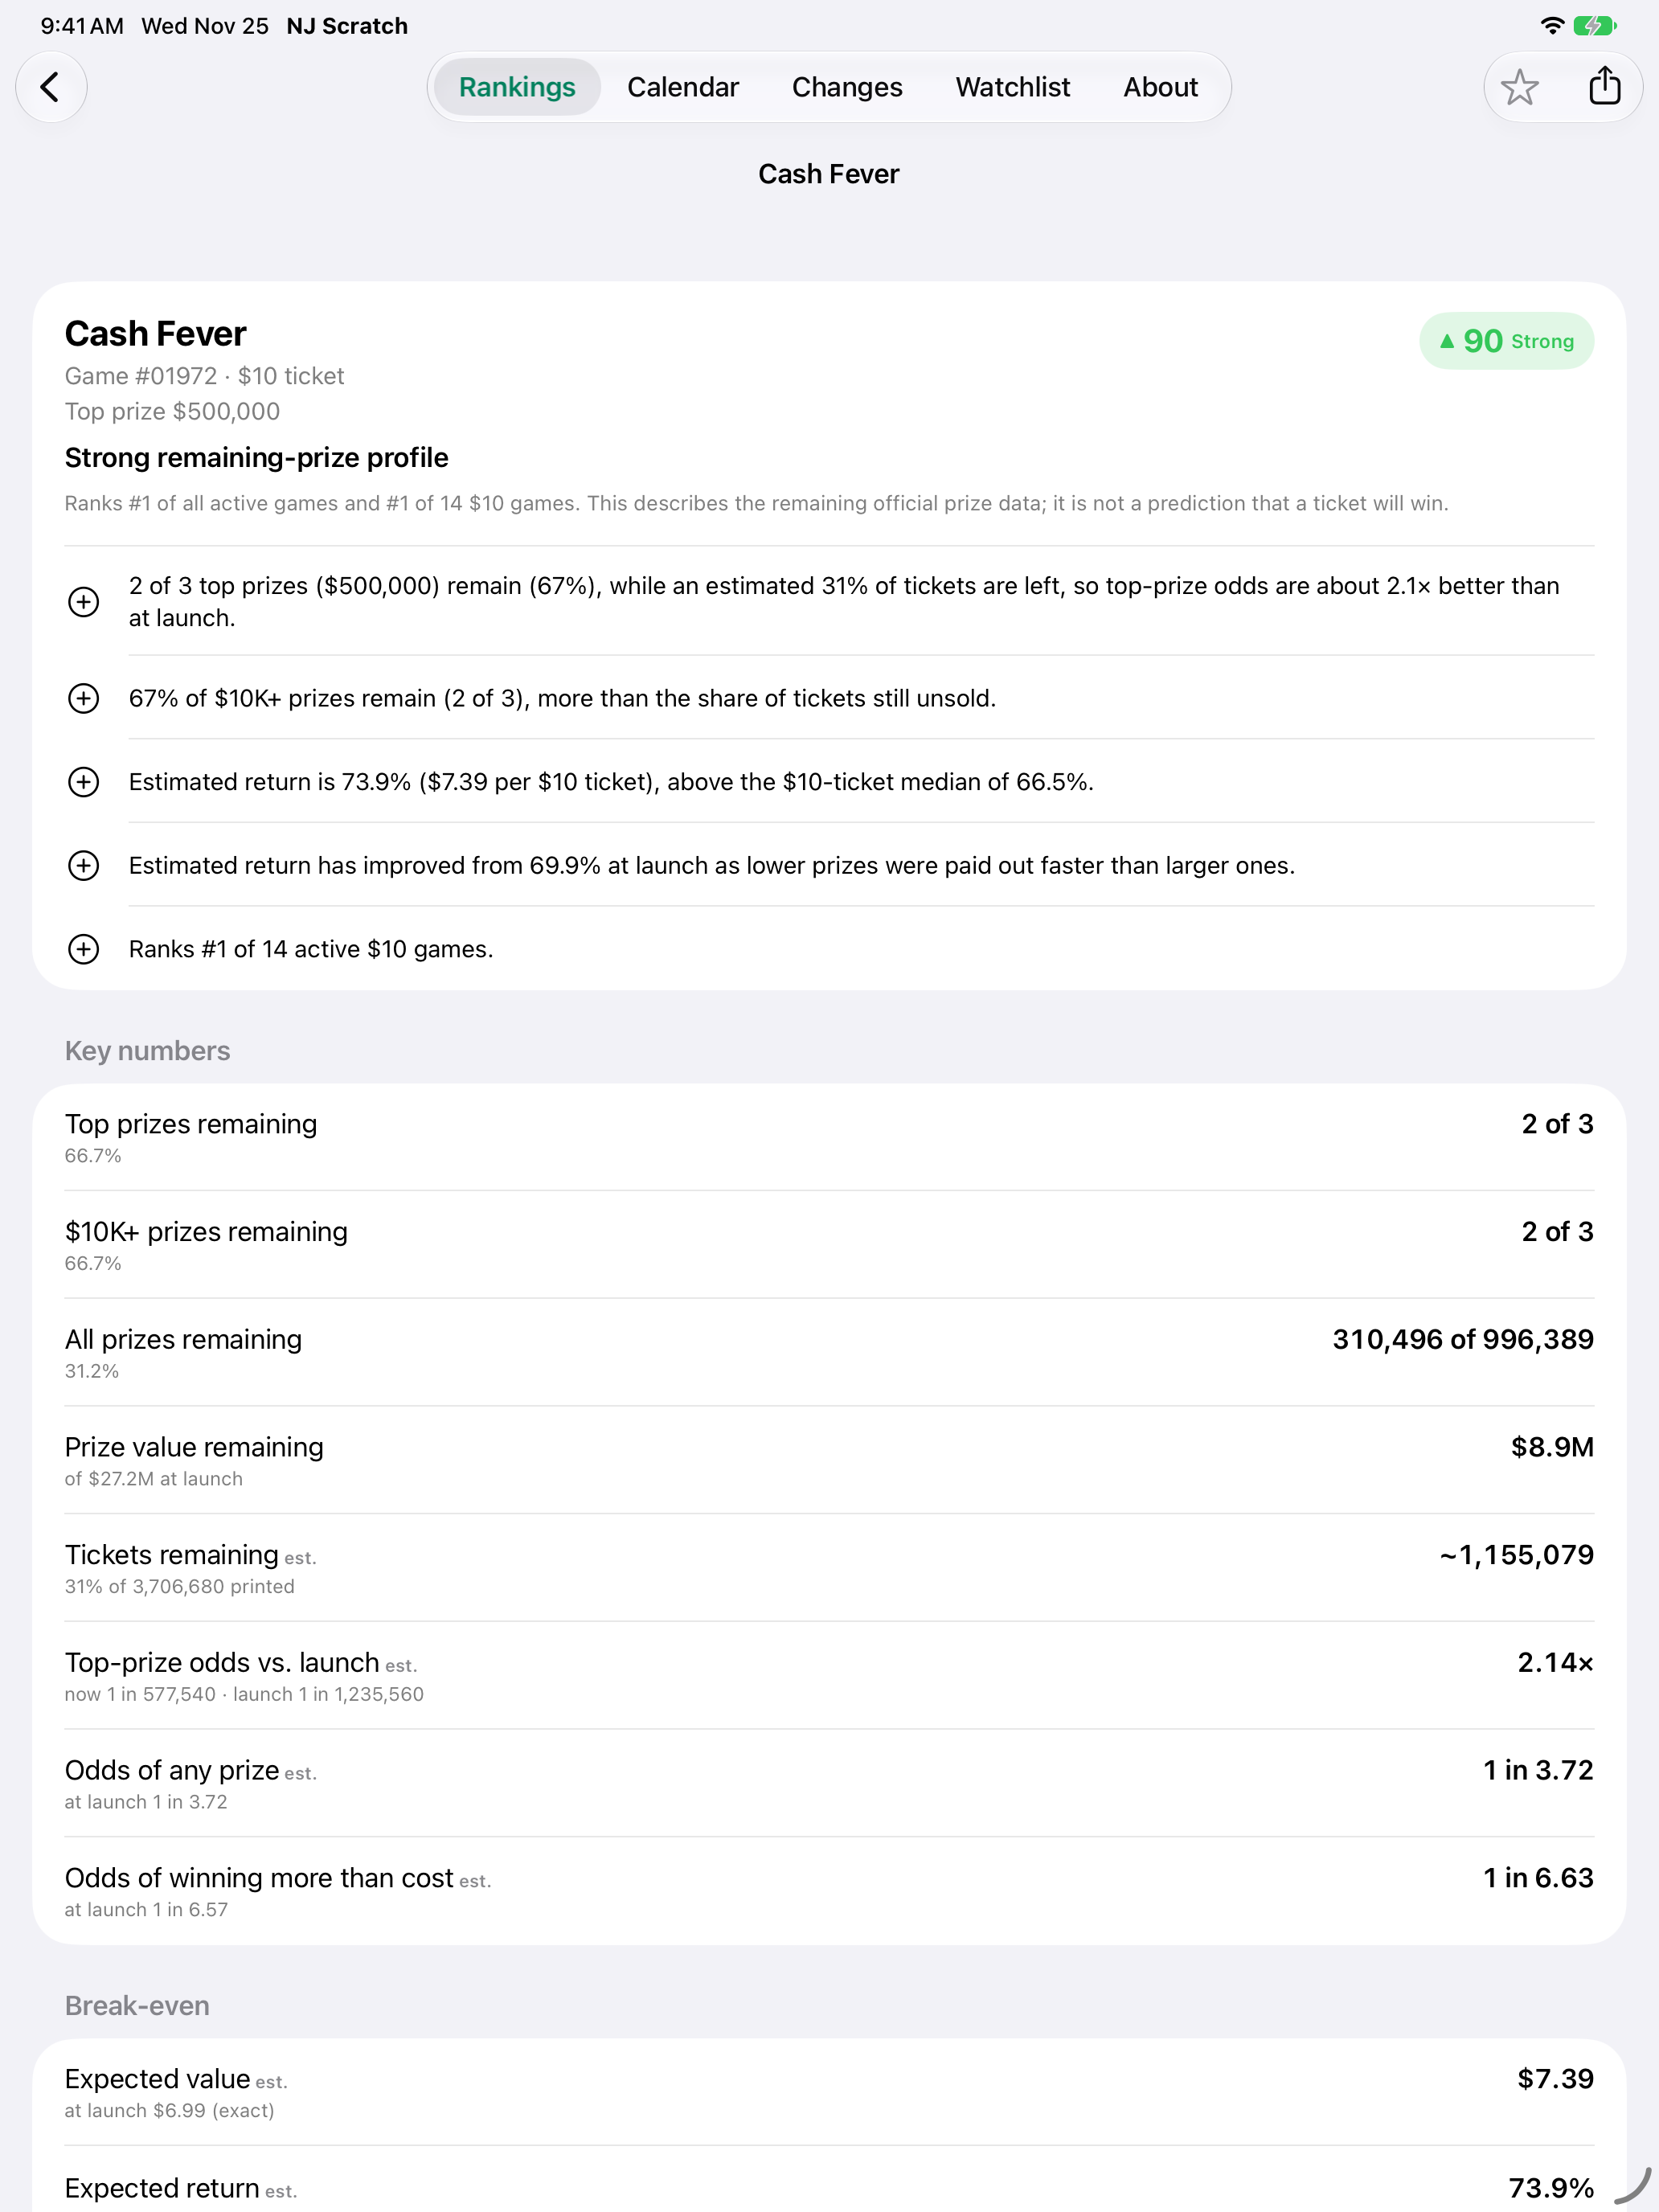 9:41 AM Wed Nov 25 NJ Scratch
Rankings Calendar Changes Watchlist About
Cash Fever
Cash Fever
90 Strong
Game #01972 · $10 ticket
Top prize $500,000
Strong remaining-prize profile
Ranks #1 of all active games and #1 of 14 $10 games. This describes the remaining official prize data; it is not a prediction that a ticket will win.
2 of 3 top prizes ($500,000) remain (67%), while an estimated 31% of tickets are left, so top-prize odds are about 2.1× better than
at launch.
67% of $10K+ prizes remain (2 of 3), more than the share of tickets still unsold.
Estimated return is 73.9% ($7.39 per $10 ticket), above the $10-ticket median of 66.5%.
Estimated return has improved from 69.9% at launch as lower prizes were paid out faster than larger ones.
Ranks #1 of 14 active $10 games.
Key numbers
Top prizes remaining 2 of 3
66.7%
$10K+ prizes remaining 2 of 3
66.7%
All prizes remaining 310,496 of 996,389
31.2%
Prize value remaining $8.9M
of $27.2M at launch
Tickets remaining est. ~1,155,079
31% of 3,706,680 printed
Top-prize odds vs. launch est. 2.14×
now 1 in 577,540 · launch 1 in 1,235,560
Odds of any prize est. 1 in 3.72
at launch 1 in 3.72
Odds of winning more than cost est. 1 in 6.63
at launch 1 in 6.57
Break-even
Expected value est. $7.39
at launch $6.99 (exact)
Expected return est. 73.9%